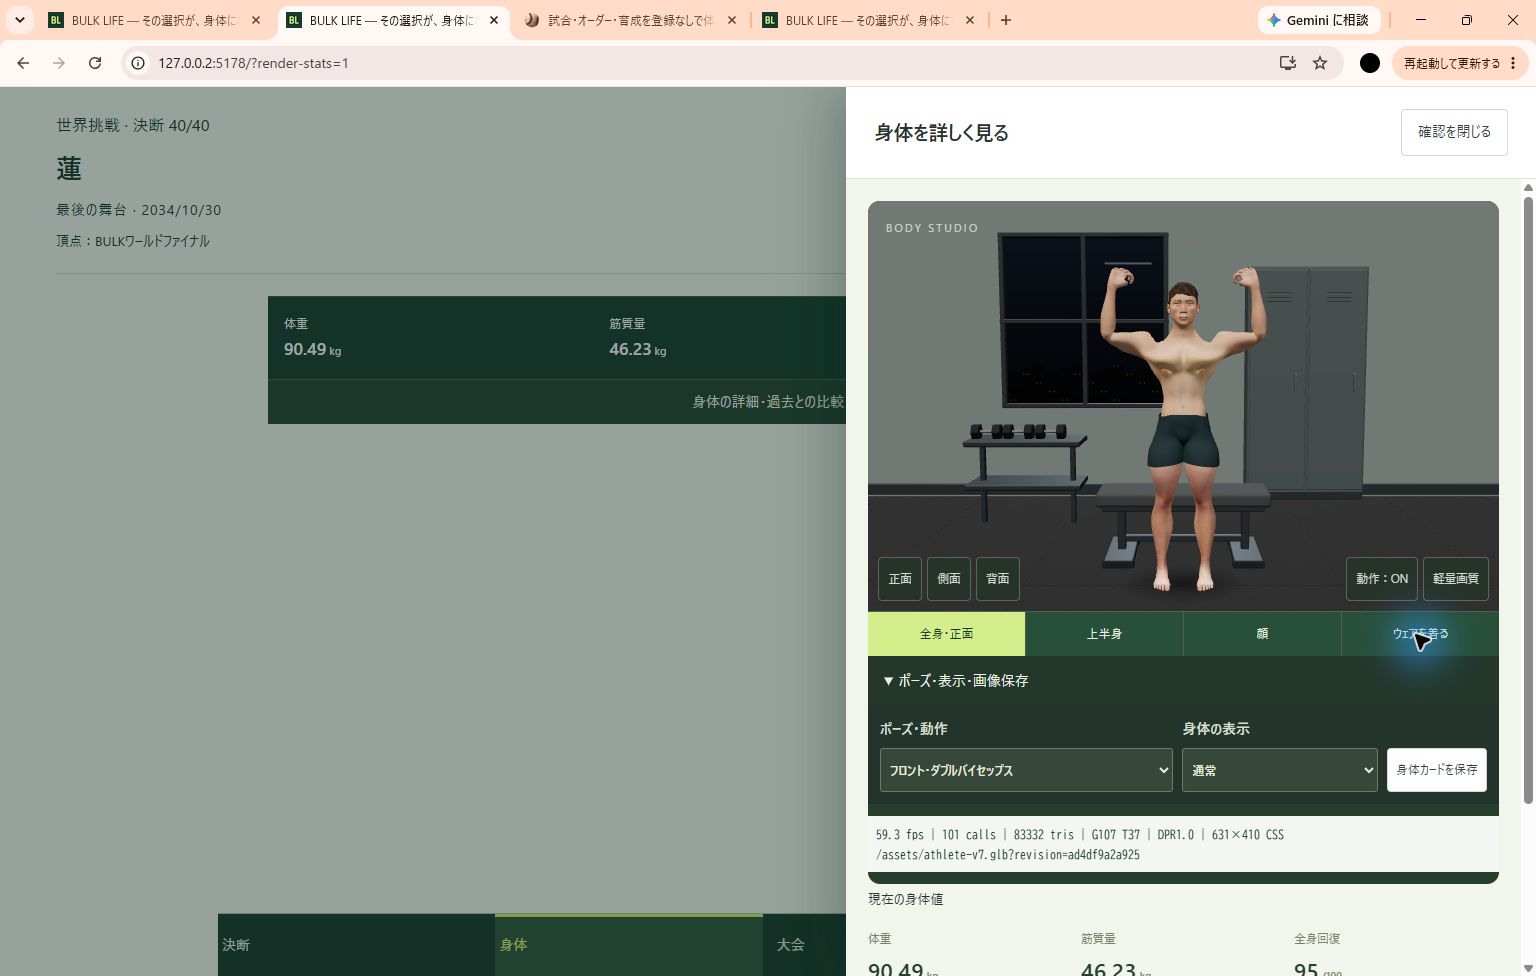 BULK LIFE — その選択が、身体に
BULK LIFE — その選択が、身体に
試合・オーダー・育成を登録なしで体
BULK LIFE — その選択が、身体に
Gemini に相談
127.0.0.2:5178/?render-stats=1
再起動して更新する
世界挑戦 · 決断 40/40
蓮
最後の舞台 · 2034/10/30
頂点：BULKワールドファイナル
体重
90.49 kg
筋質量
46.23 kg
身体の詳細・過去との比較
決断
身体
大会
身体を詳しく見る
確認を閉じる
BODY STUDIO
正面
側面
背面
動作：ON
軽量画質
全身・正面
上半身
顔
ウェアを着る
▼ ポーズ・表示・画像保存
ポーズ・動作
身体の表示
フロント・ダブルバイセップス
通常
身体カードを保存
59.3 fps | 101 calls | 83332 tris | G107 T37 | DPR1.0 | 631×410 CSS
/assets/athlete-v7.glb?revision=ad4df9a2a925
現在の身体値
体重
筋質量
全身回復
90.49 kg
46.23 kg
95 /100